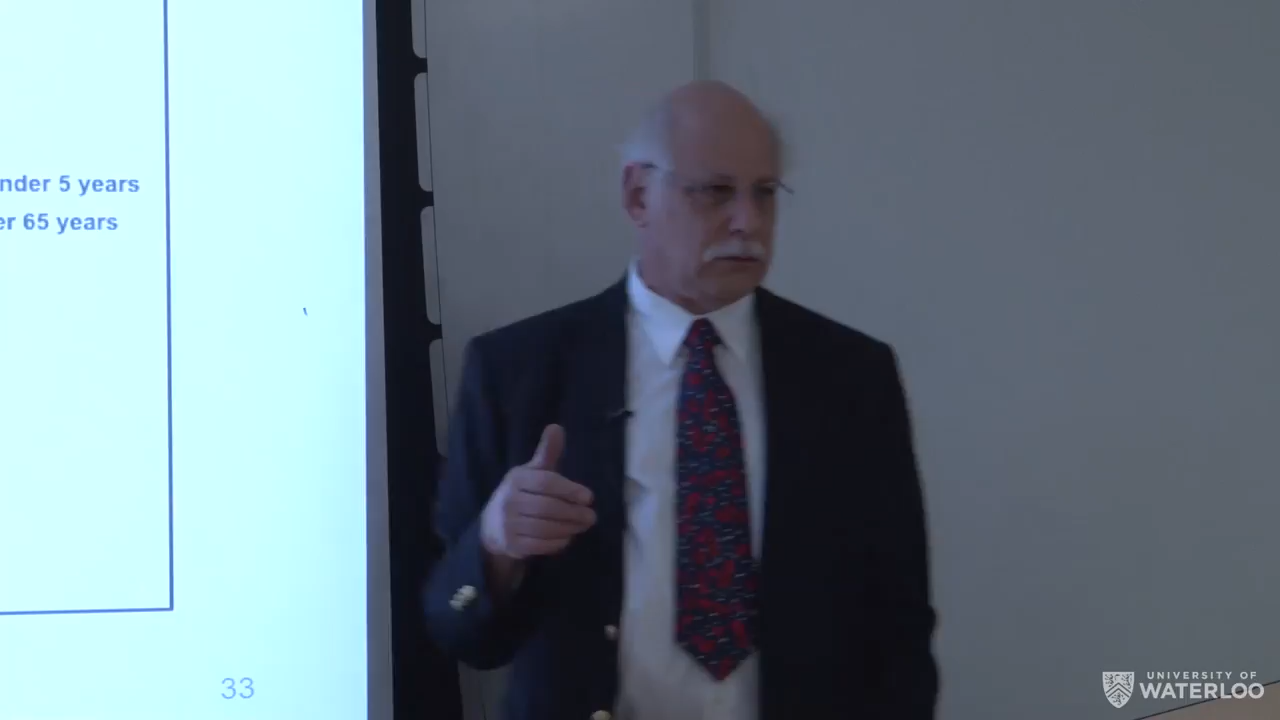 nder 5 years
er 65 years
33
UNIVERSITY OF
WATERLOO